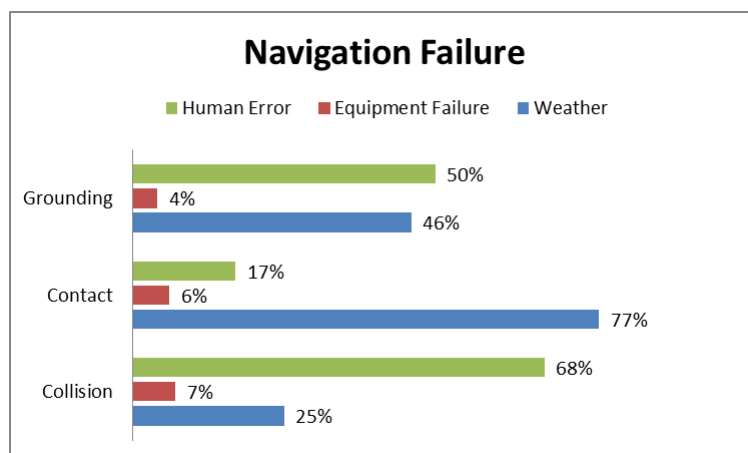 Navigation Failure
Human Error Equipment Failure Weather
50%
Grounding 4%
46%
17%
Contact 6%
77%
68%
Collision 7%
25%